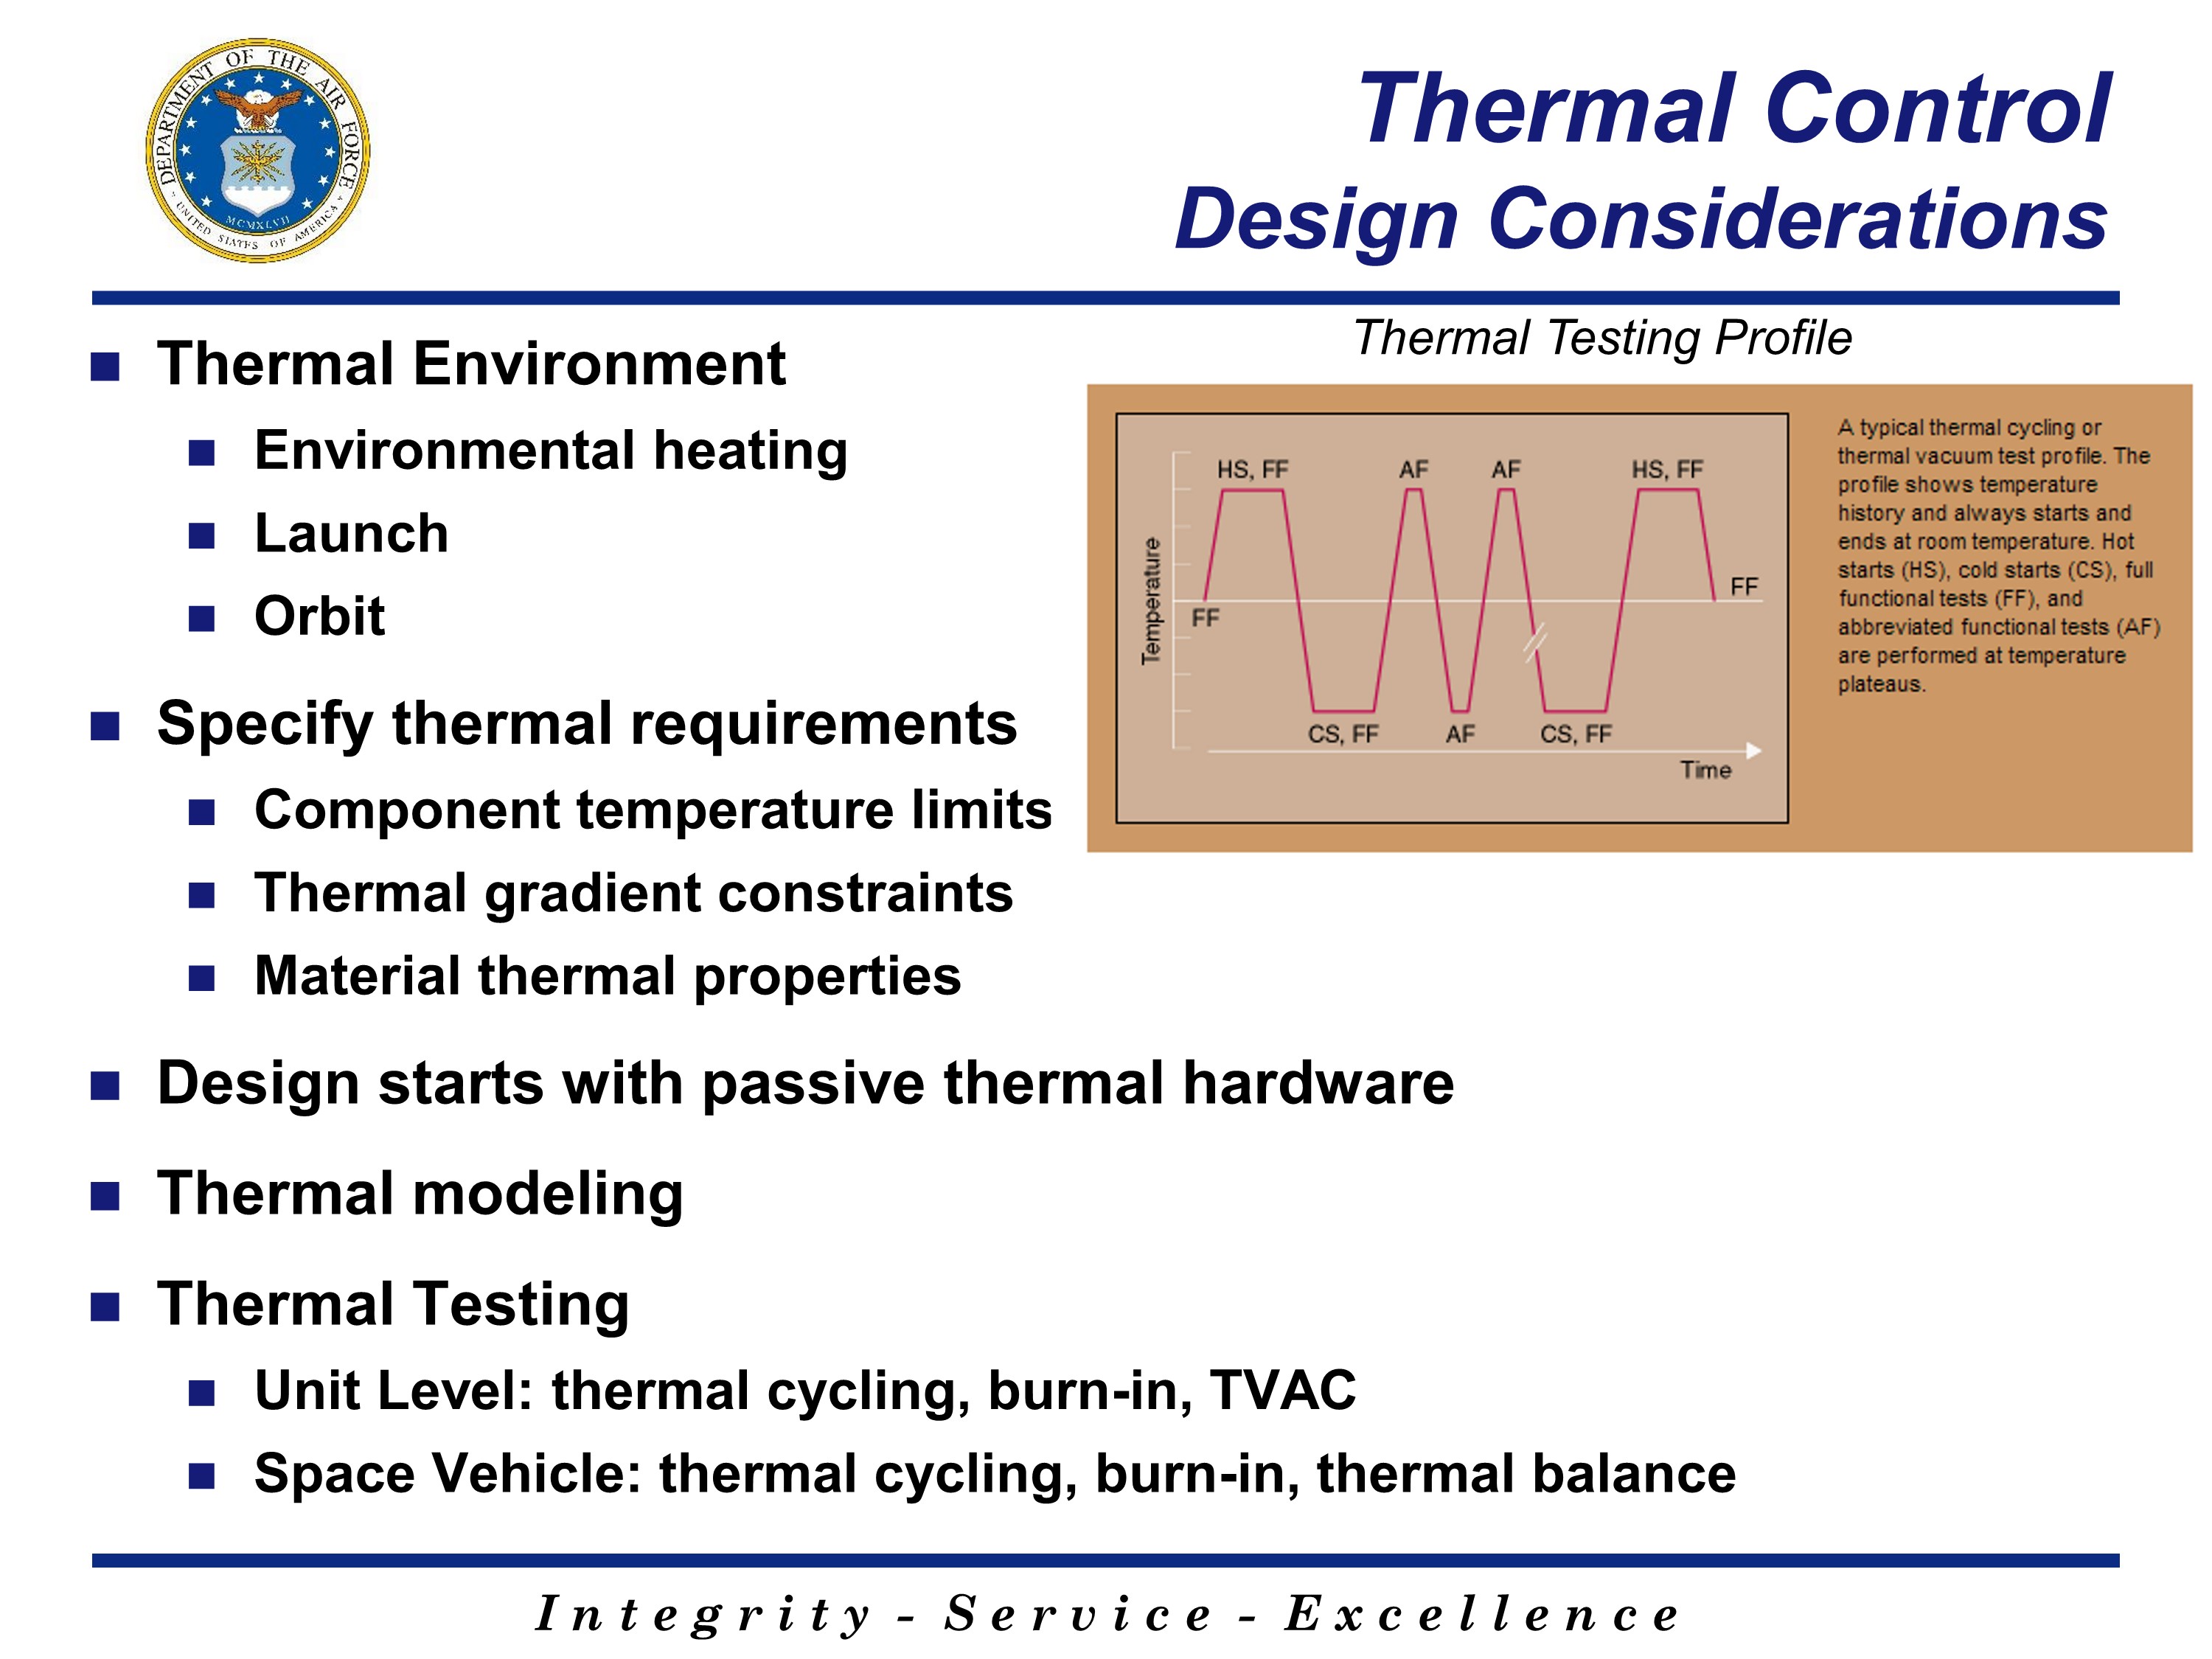 DEPARTMENT OF THE AIR FORCE
UNITED STATES OF AMERICA
MCMXLVII
Thermal Control
Design Considerations
Thermal Environment
Environmental heating
Launch
Orbit
Specify thermal requirements
Component temperature limits
Thermal gradient constraints
Material thermal properties
Design starts with passive thermal hardware
Thermal modeling
Thermal Testing
Unit Level: thermal cycling, burn-in, TVAC
Space Vehicle: thermal cycling, burn-in, thermal balance
Thermal Testing Profile
HS, FF
AF
AF
HS, FF
Temperature
FF
FF
CS, FF
AF
CS, FF
Time
A typical thermal cycling or
thermal vacuum test profile. The
profile shows temperature
history and always starts and
ends at room temperature. Hot
starts (HS), cold starts (CS), full
functional tests (FF), and
abbreviated functional tests (AF)
are performed at temperature
plateaus.
Integrity - Service - Excellence